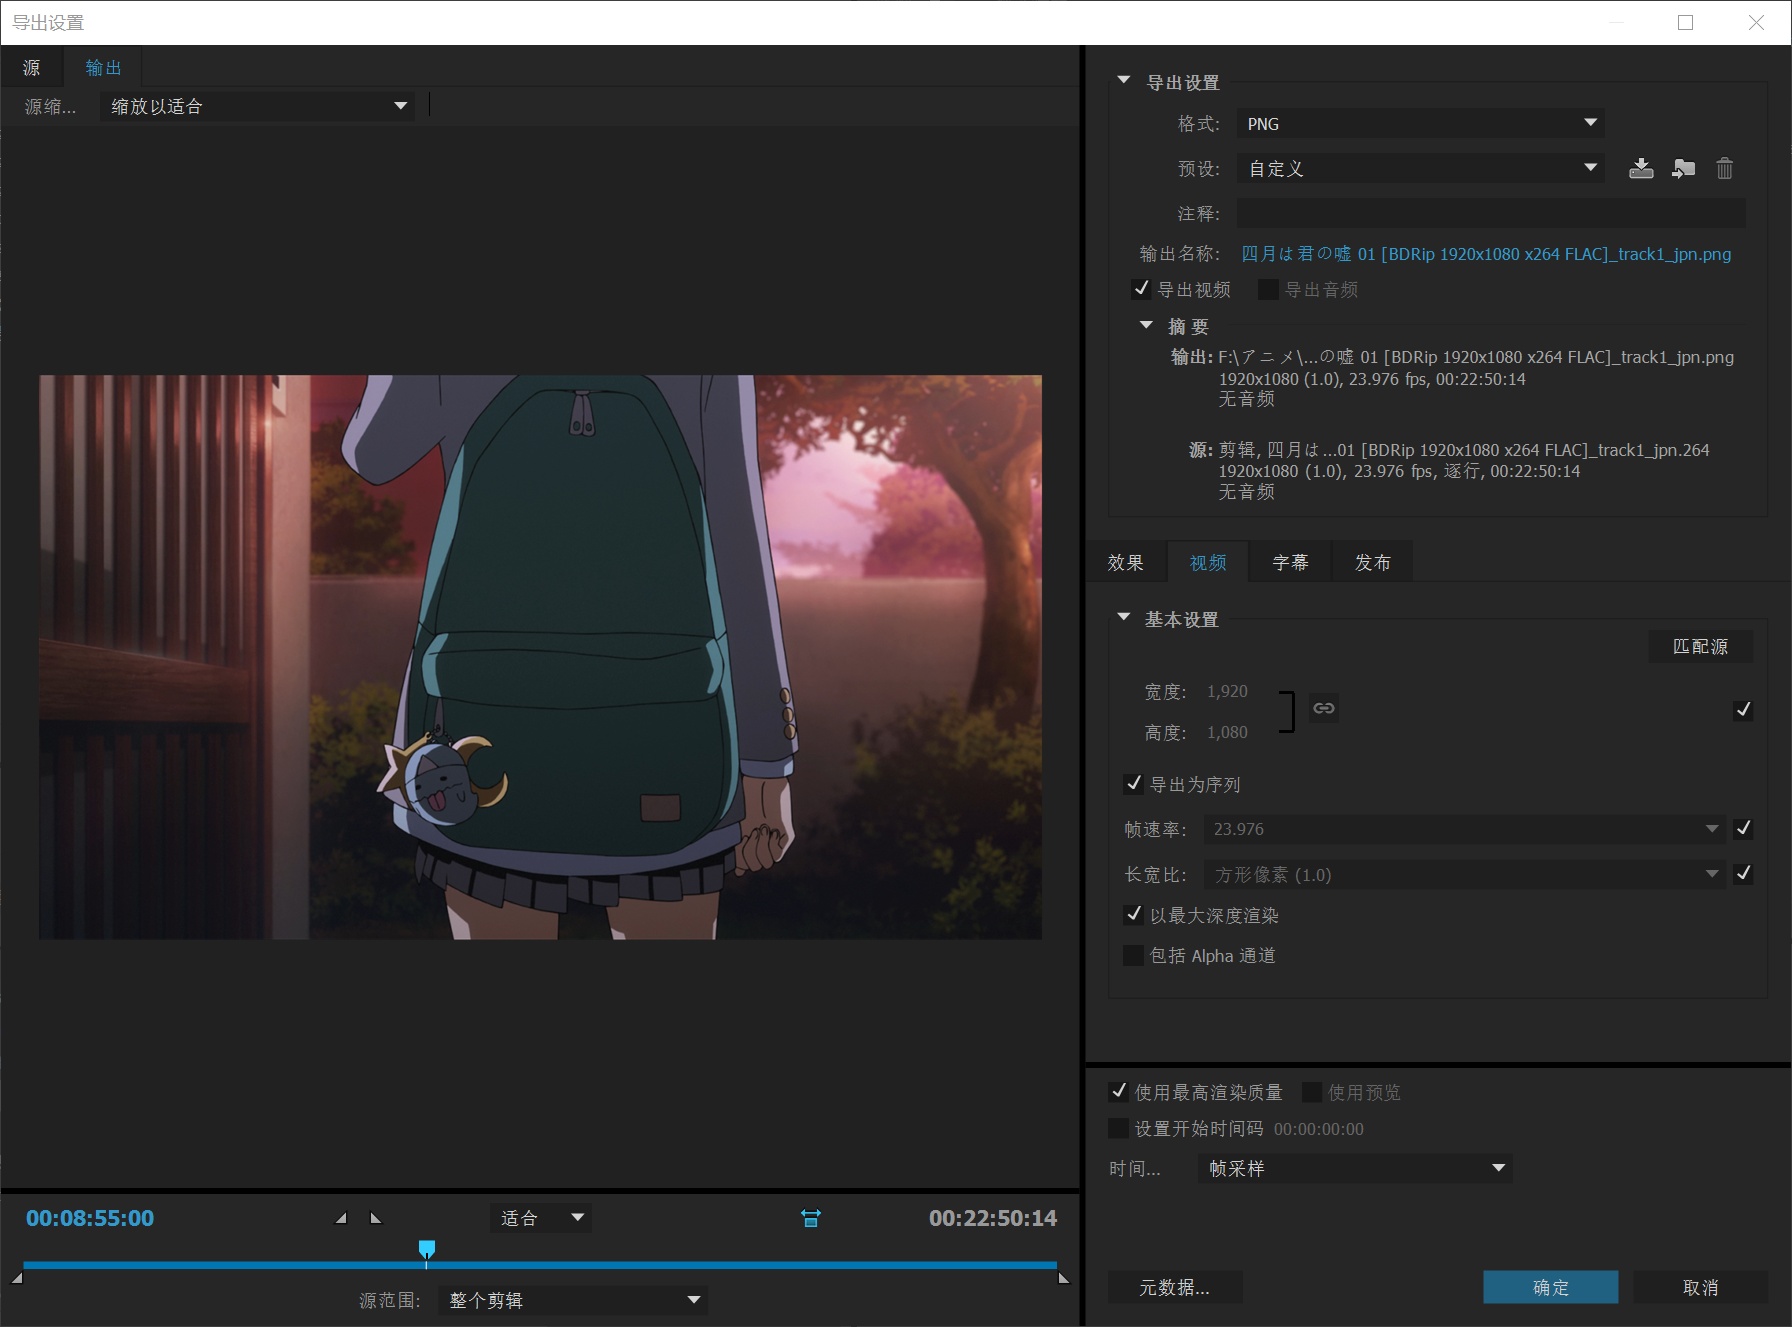 导出设置
源 输出
源缩... 缩放以适合
00:08:55:00 适合 00:22:50:14
源范围: 整个剪辑
导出设置
格式: PNG
预设: 自定义
注释:
输出名称: 四月は君の嘘 01 [BDRip 1920x1080 x264 FLAC]_track1_jpn.png
导出视频 导出音频
摘要
输出: F:\アニメ\...の嘘 01 [BDRip 1920x1080 x264 FLAC]_track1_jpn.png
1920x1080 (1.0), 23.976 fps, 00:22:50:14
无音频
源: 剪辑, 四月は...01 [BDRip 1920x1080 x264 FLAC]_track1_jpn.264
1920x1080 (1.0), 23.976 fps, 逐行, 00:22:50:14
无音频
效果 视频 字幕 发布
基本设置
匹配源
宽度: 1,920
高度: 1,080
导出为序列
帧速率: 23.976
长宽比: 方形像素 (1.0)
以最大深度渲染
包括 Alpha 通道
使用最高渲染质量 使用预览
设置开始时间码 00:00:00:00
时间... 帧采样
元数据... 确定 取消